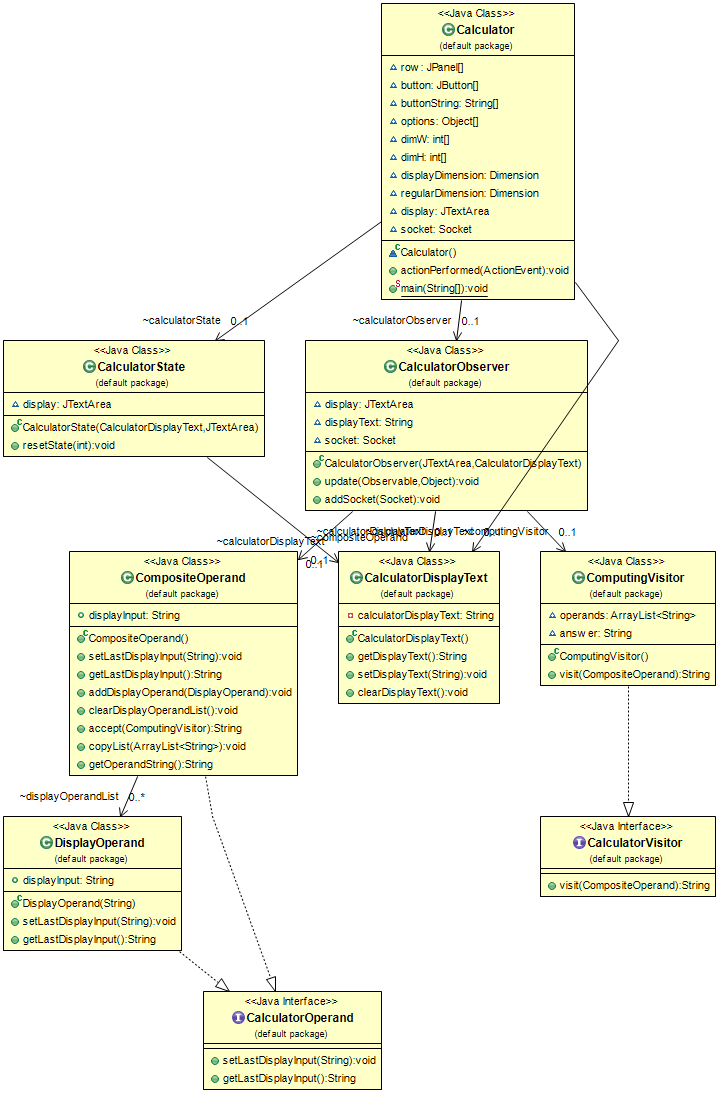 <<Java Class>>
Calculator
(default package)
row : JPanel[]
button: JButton[]
buttonString: String[]
options: Object[]
dimW: int[]
dimH: int[]
displayDimension: Dimension
regularDimension: Dimension
display: JTextArea
socket: Socket
Calculator()
actionPerformed(ActionEvent):void
main(String[]):void
~calculatorState 0..1
~calculatorObserver 0..1
<<Java Class>>
CalculatorState
(default package)
display: JTextArea
CalculatorState(CalculatorDisplayText,JTextArea)
resetState(int):void
<<Java Class>>
CalculatorObserver
(default package)
display: JTextArea
displayText: String
socket: Socket
CalculatorObserver(JTextArea,CalculatorDisplayText)
update(Observable,Object):void
addSocket(Socket):void
~calculatorDisplayText
0..1
~compositeOperand
0..1
0..1
0..1
~computingVisitor
0..1
<<Java Class>>
CompositeOperand
(default package)
displayInput: String
CompositeOperand()
setLastDisplayInput(String):void
getLastDisplayInput():String
addDisplayOperand(DisplayOperand):void
clearDisplayOperandList():void
accept(ComputingVisitor):String
copyList(ArrayList<String>):void
getOperandString():String
<<Java Class>>
CalculatorDisplayText
(default package)
calculatorDisplayText: String
CalculatorDisplayText()
getDisplayText():String
setDisplayText(String):void
clearDisplayText():void
<<Java Class>>
ComputingVisitor
(default package)
operands: ArrayList<String>
answer: String
ComputingVisitor()
visit(CompositeOperand):String
~displayOperandList 0..*
<<Java Class>>
DisplayOperand
(default package)
displayInput: String
DisplayOperand(String)
setLastDisplayInput(String):void
getLastDisplayInput():String
<<Java Interface>>
CalculatorVisitor
(default package)
visit(CompositeOperand):String
<<Java Interface>>
CalculatorOperand
(default package)
setLastDisplayInput(String):void
getLastDisplayInput():String